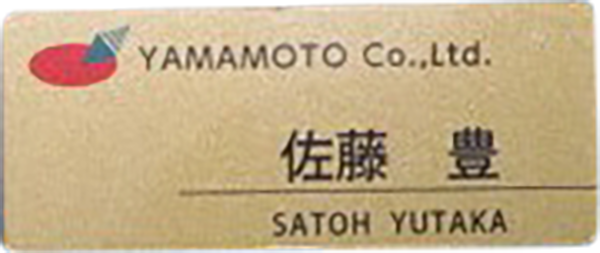 YAMAMOTO Co.,Ltd.
佐藤　豊
SATOH YUTAKA